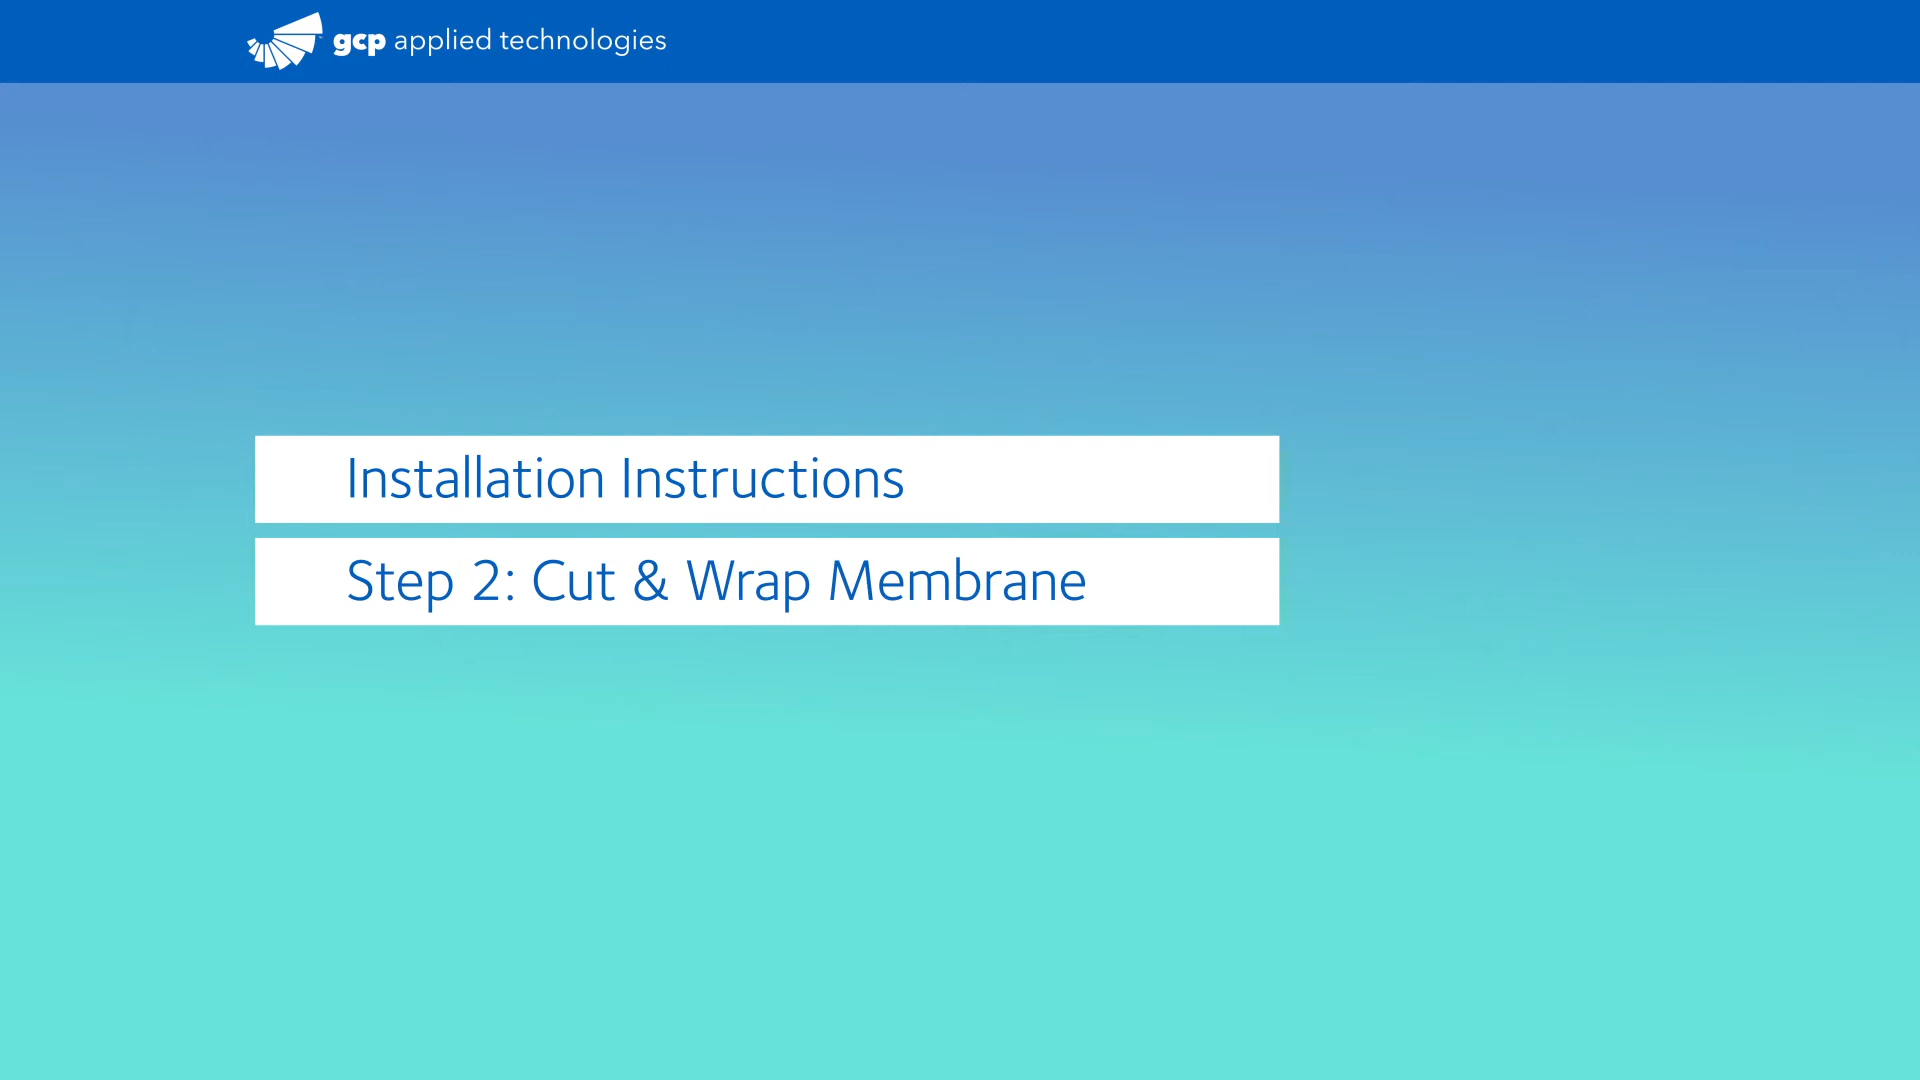 gcp applied technologies
Installation Instructions
Step 2: Cut & Wrap Membrane